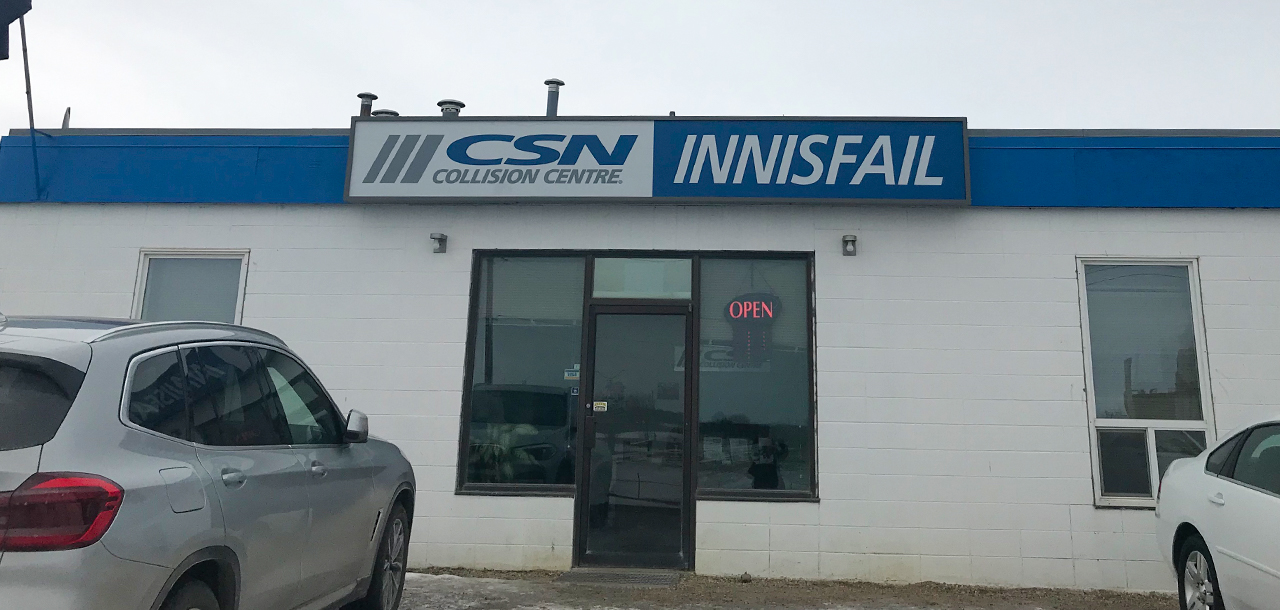 CSN
COLLISION CENTRE
INNISFAIL
OPEN